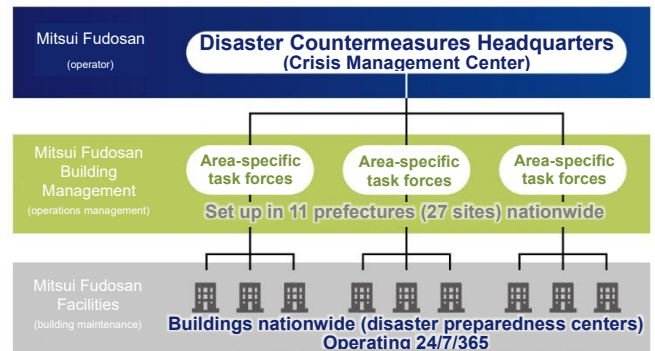 Mitsui Fudosan
(operator)
Disaster Countermeasures Headquarters
(Crisis Management Center)
Mitsui Fudosan
Building
Management
(operations management)
Area-specific
task forces
Area-specific
task forces
Area-specific
task forces
Set up in 11 prefectures (27 sites) nationwide
Mitsui Fudosan
Facilities
(building maintenance)
Buildings nationwide (disaster preparedness centers)
Operating 24/7/365